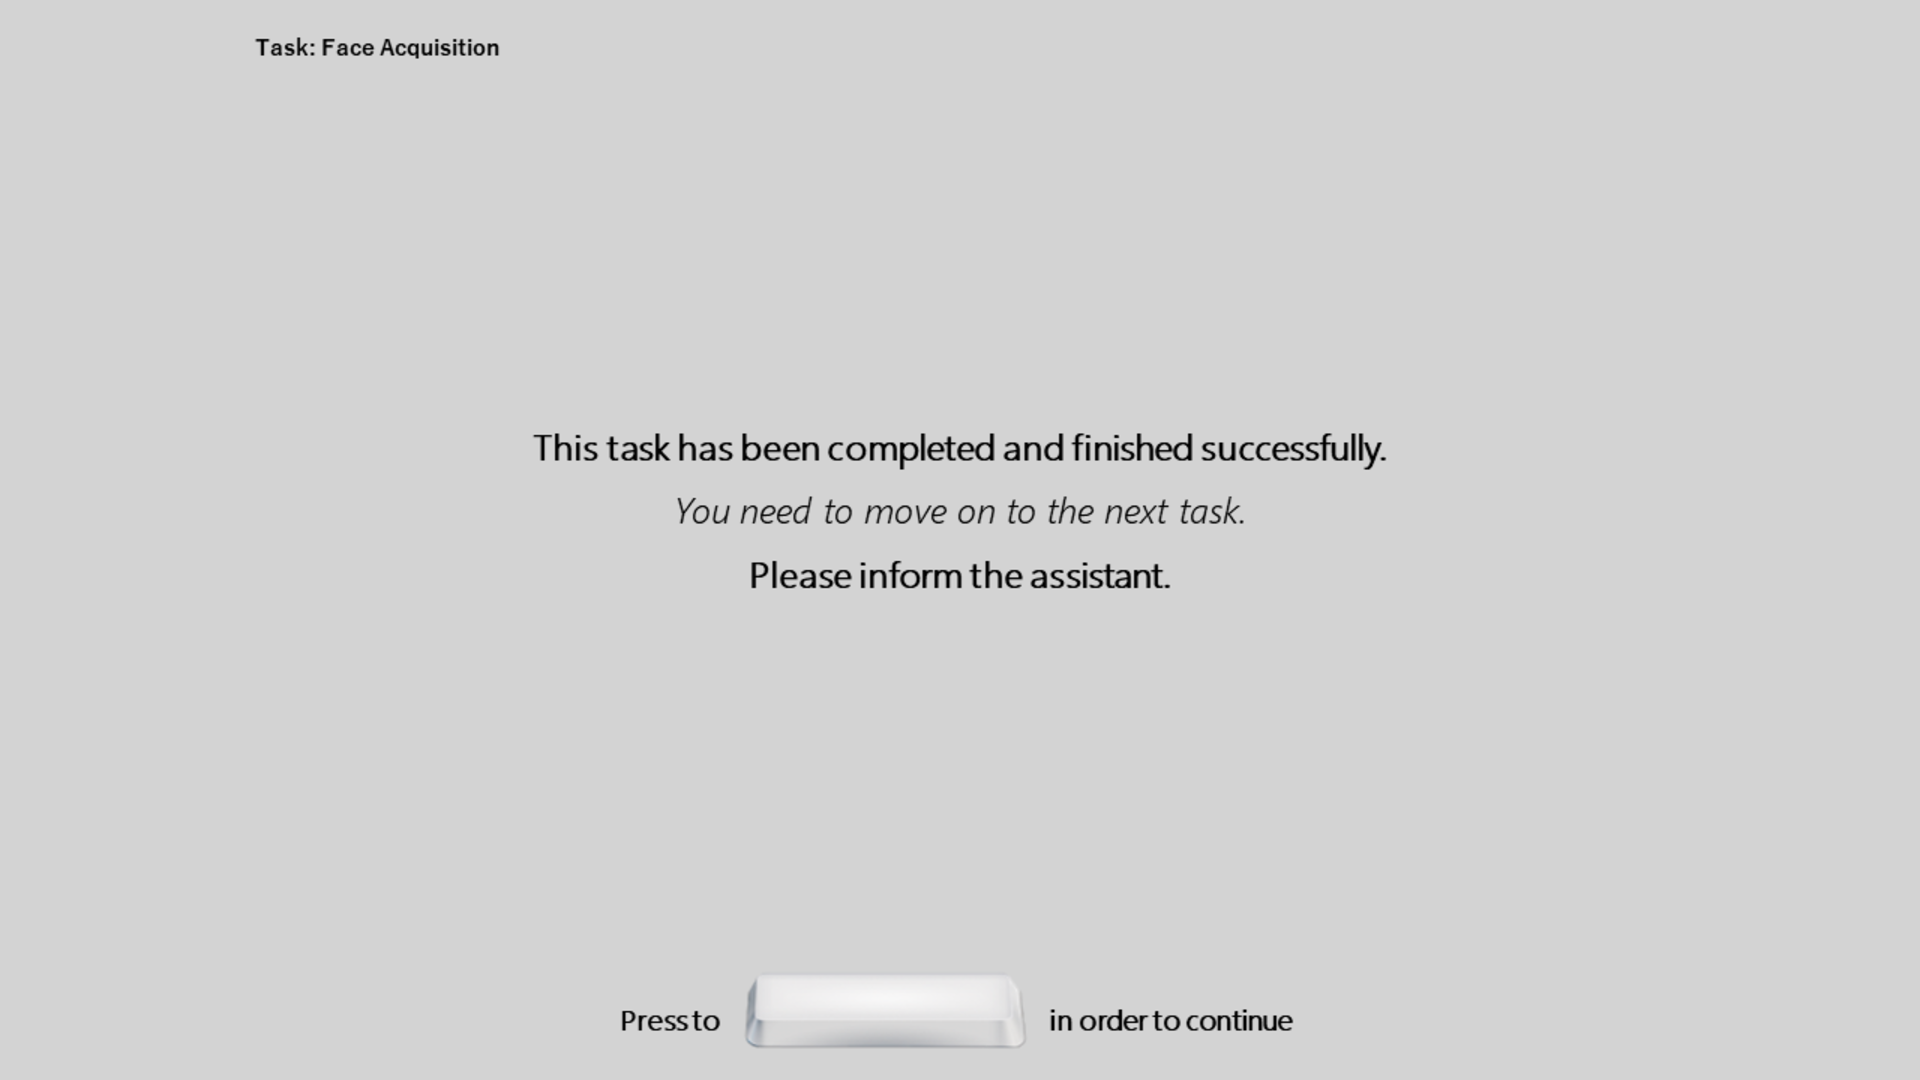 Task: Face Acquisition
This task has been completed and finished successfully.
You need to move on to the next task.
Please inform the assistant.
Press to in order to continue